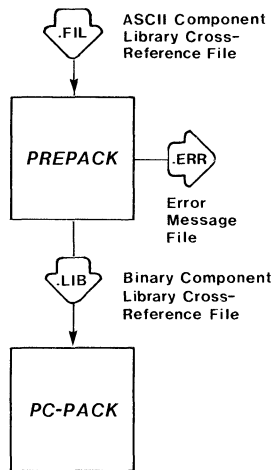 .FIL
ASCII Component
Library Cross-
Reference File
PREPACK
.ERR
Error
Message
File
.LIB
Binary Component
Library Cross-
Reference File
PC-PACK